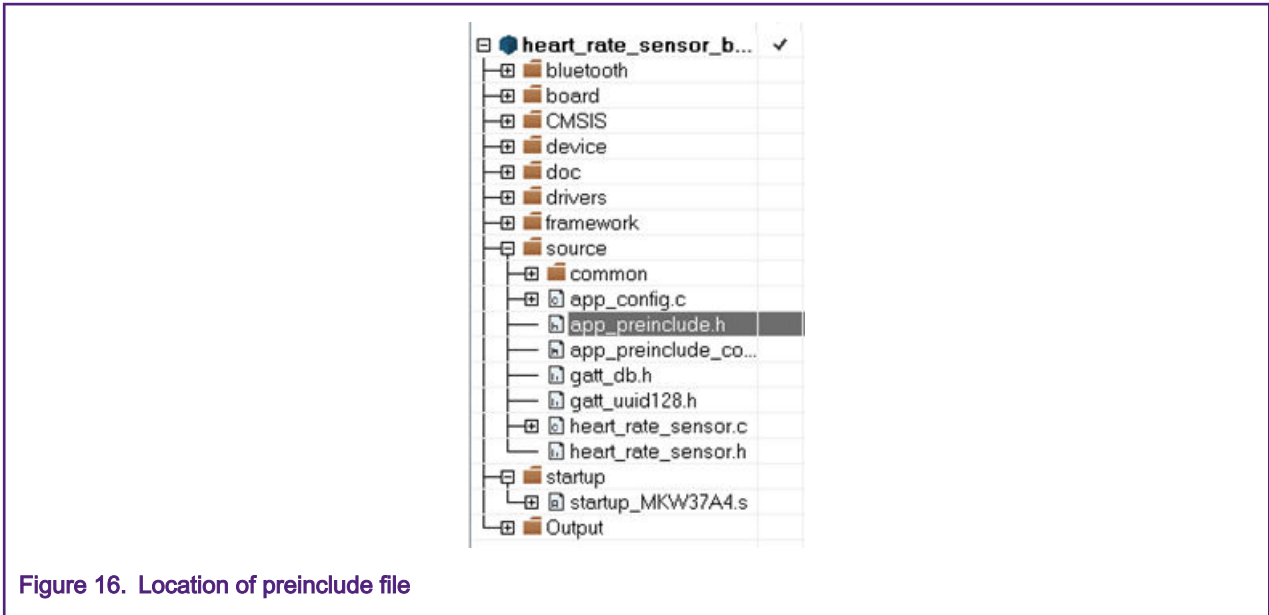 heart_rate_sensor_b...
bluetooth
board
CMSIS
device
doc
drivers
framework
source
common
app_config.c
app_preinclude.h
app_preinclude_co...
gatt_db.h
gatt_uuid128.h
heart_rate_sensor.c
heart_rate_sensor.h
startup
startup_MKW37A4.s
Output
Figure 16. Location of preinclude file